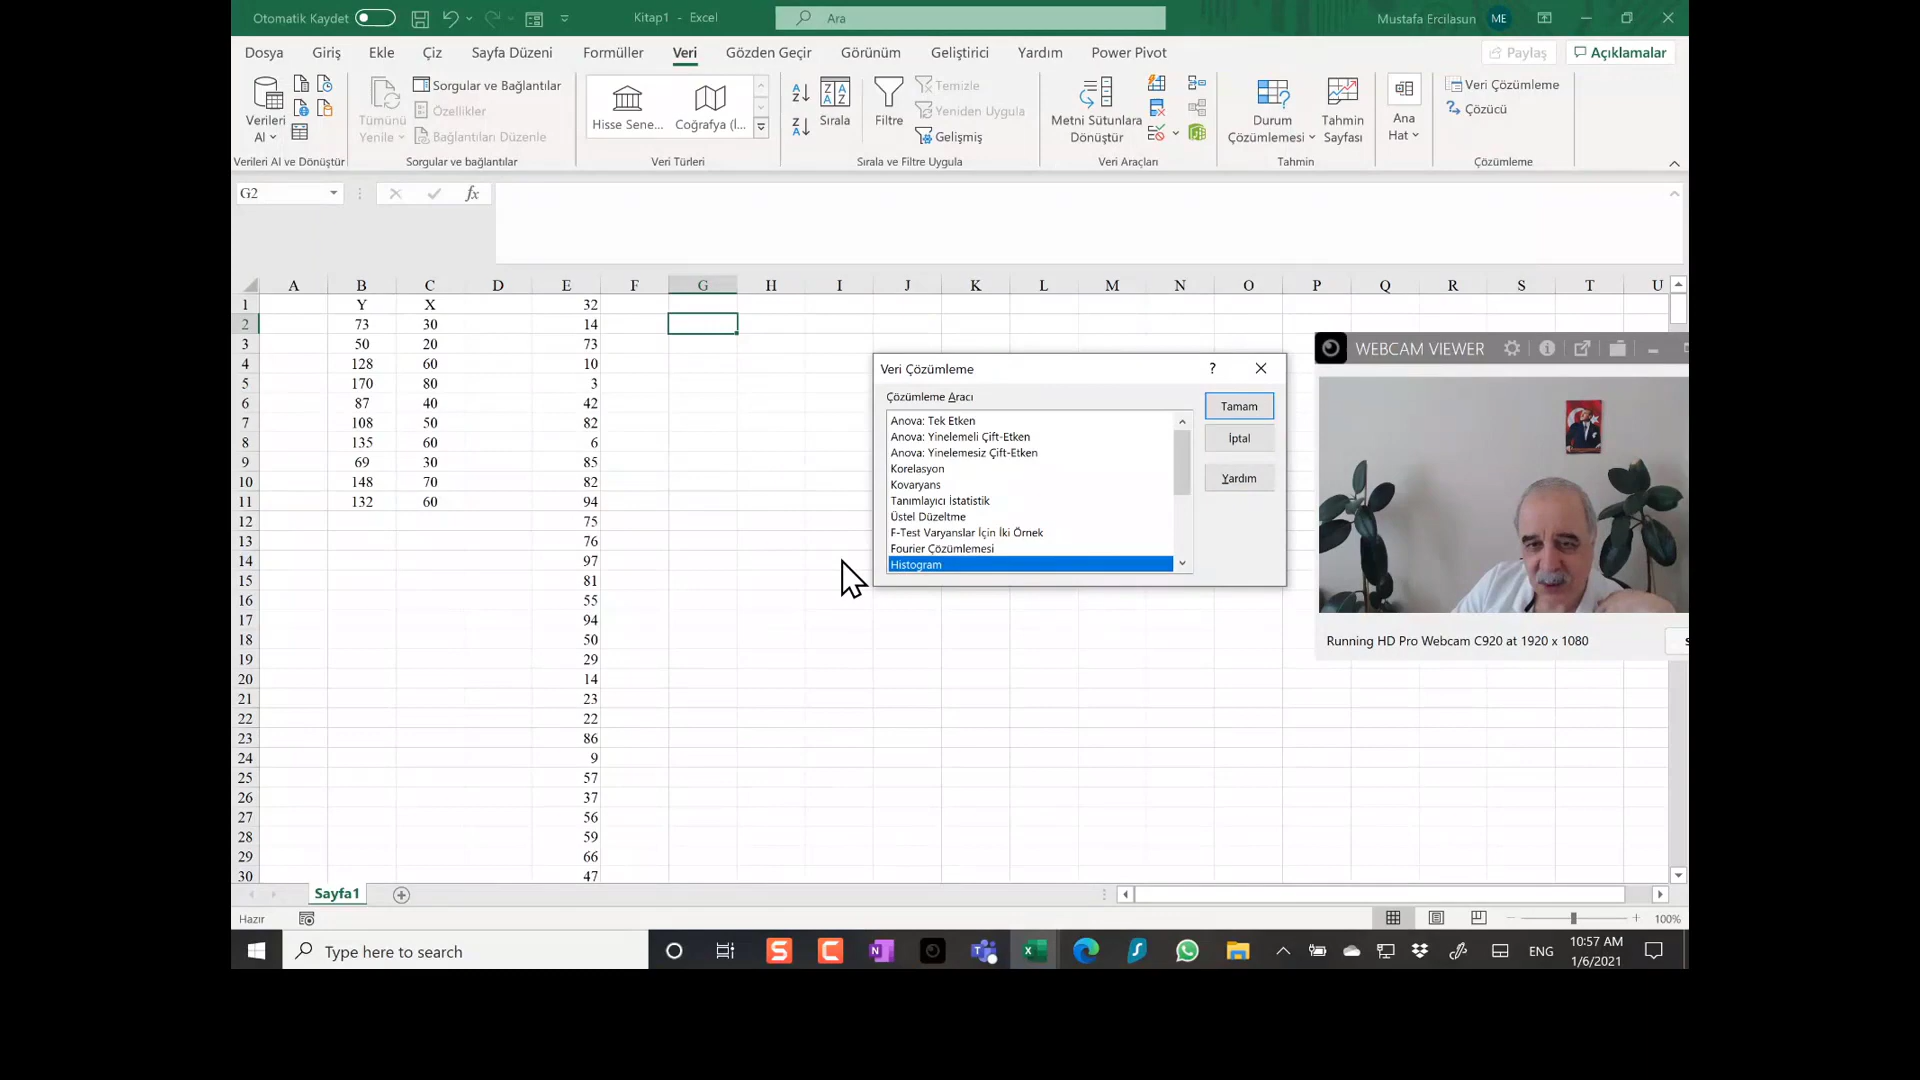 Otomatik Kaydet
Kitap1 - Excel
Ara
Mustafa Ercilasun ME
Dosya Giriş Ekle Çiz Sayfa Düzeni Formüller Veri Gözden Geçir Görünüm Geliştirici Yardım Power Pivot
Paylaş Açıklamalar
Verileri Al
Tümünü Yenile
Sorgular ve Bağlantılar
Özellikler
Bağlantıları Düzenle
Hisse Sene... Coğrafya (İ...
Sırala
Filtre
Temizle
Yeniden Uygula
Gelişmiş
Metni Sütunlara Dönüştür
Durum Çözümlemesi
Tahmin Sayfası
Ana Hat
Veri Çözümleme
Çözücü
Verileri Al ve Dönüştür Sorgular ve bağlantılar Veri Türleri Sırala ve Filtre Uygula Veri Araçları Tahmin Çözümleme
G2
fx
A B C D E F G H I J K L M N O P Q R S T U
1 Y X 32
2 73 30 14
3 50 20 73
4 128 60 10
5 170 80 3
6 87 40 42
7 108 50 82
8 135 60 6
9 69 30 85
10 148 70 82
11 132 60 94
12 75
13 76
14 97
15 81
16 55
17 94
18 50
19 29
20 14
21 23
22 22
23 86
24 9
25 57
26 37
27 56
28 59
29 66
30 47
Veri Çözümleme ?
Çözümleme Aracı
Anova: Tek Etken
Anova: Yinelemeli Çift-Etken
Anova: Yinelemesiz Çift-Etken
Korelasyon
Kovaryans
Tanımlayıcı İstatistik
Üstel Düzeltme
F-Test Varyanslar İçin İki Örnek
Fourier Çözümlemesi
Histogram
Tamam
İptal
Yardım
WEBCAM VIEWER
Running HD Pro Webcam C920 at 1920 x 1080
Sayfa1
Hazır
100%
Type here to search
ENG
10:57 AM
1/6/2021